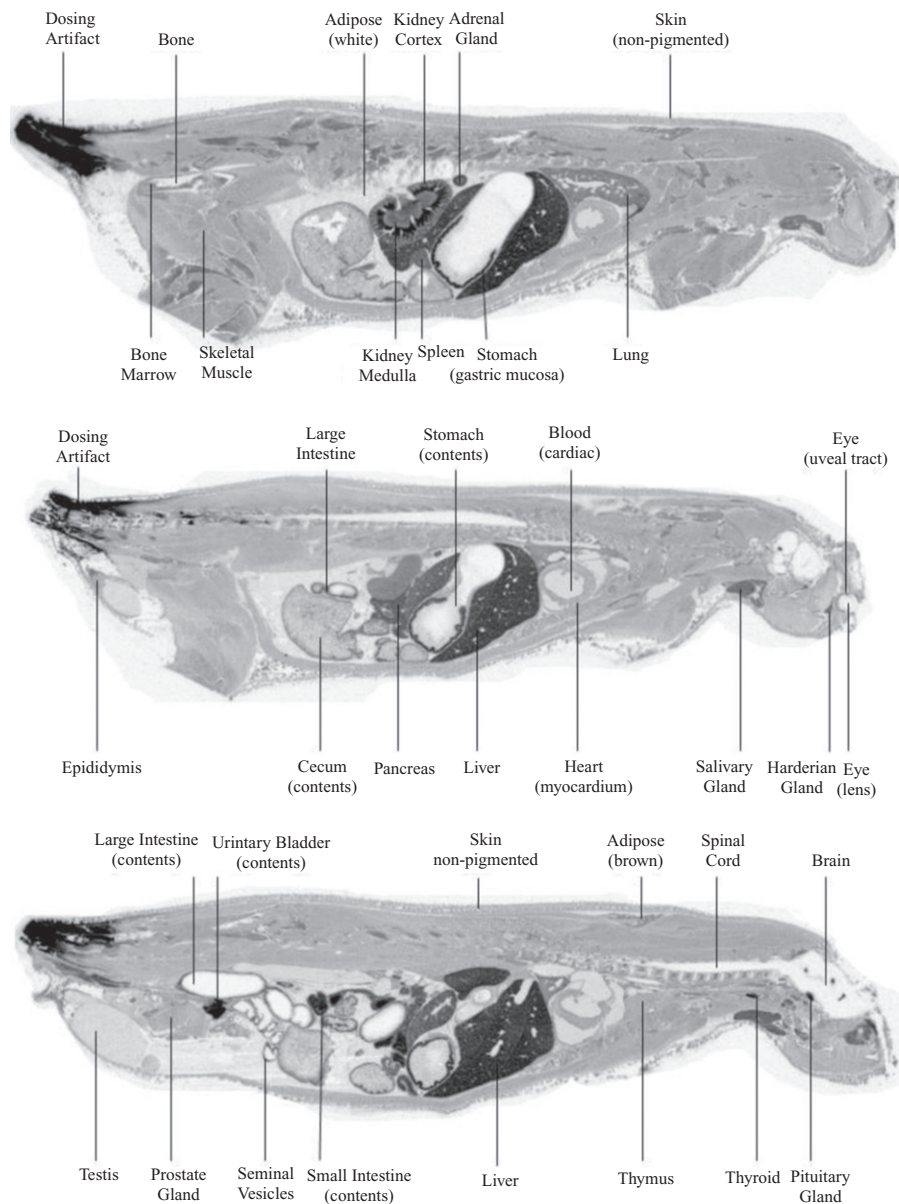 Dosing
Artifact
Bone
Adipose
(white)
Kidney
Cortex
Adrenal
Gland
Skin
(non-pigmented)
Bone
Marrow
Skeletal
Muscle
Kidney
Medulla
Spleen
Stomach
(gastric mucosa)
Lung
Dosing
Artifact
Large
Intestine
Stomach
(contents)
Blood
(cardiac)
Eye
(uveal tract)
Epididymis
Cecum
(contents)
Pancreas
Liver
Heart
(myocardium)
Salivary
Gland
Harderian
Gland
Eye
(lens)
Large Intestine
(contents)
Urintary Bladder
(contents)
Skin
non-pigmented
Adipose
(brown)
Spinal
Cord
Brain
Testis
Prostate
Gland
Seminal
Vesicles
Small Intestine
(contents)
Liver
Thymus
Thyroid
Pituitary
Gland